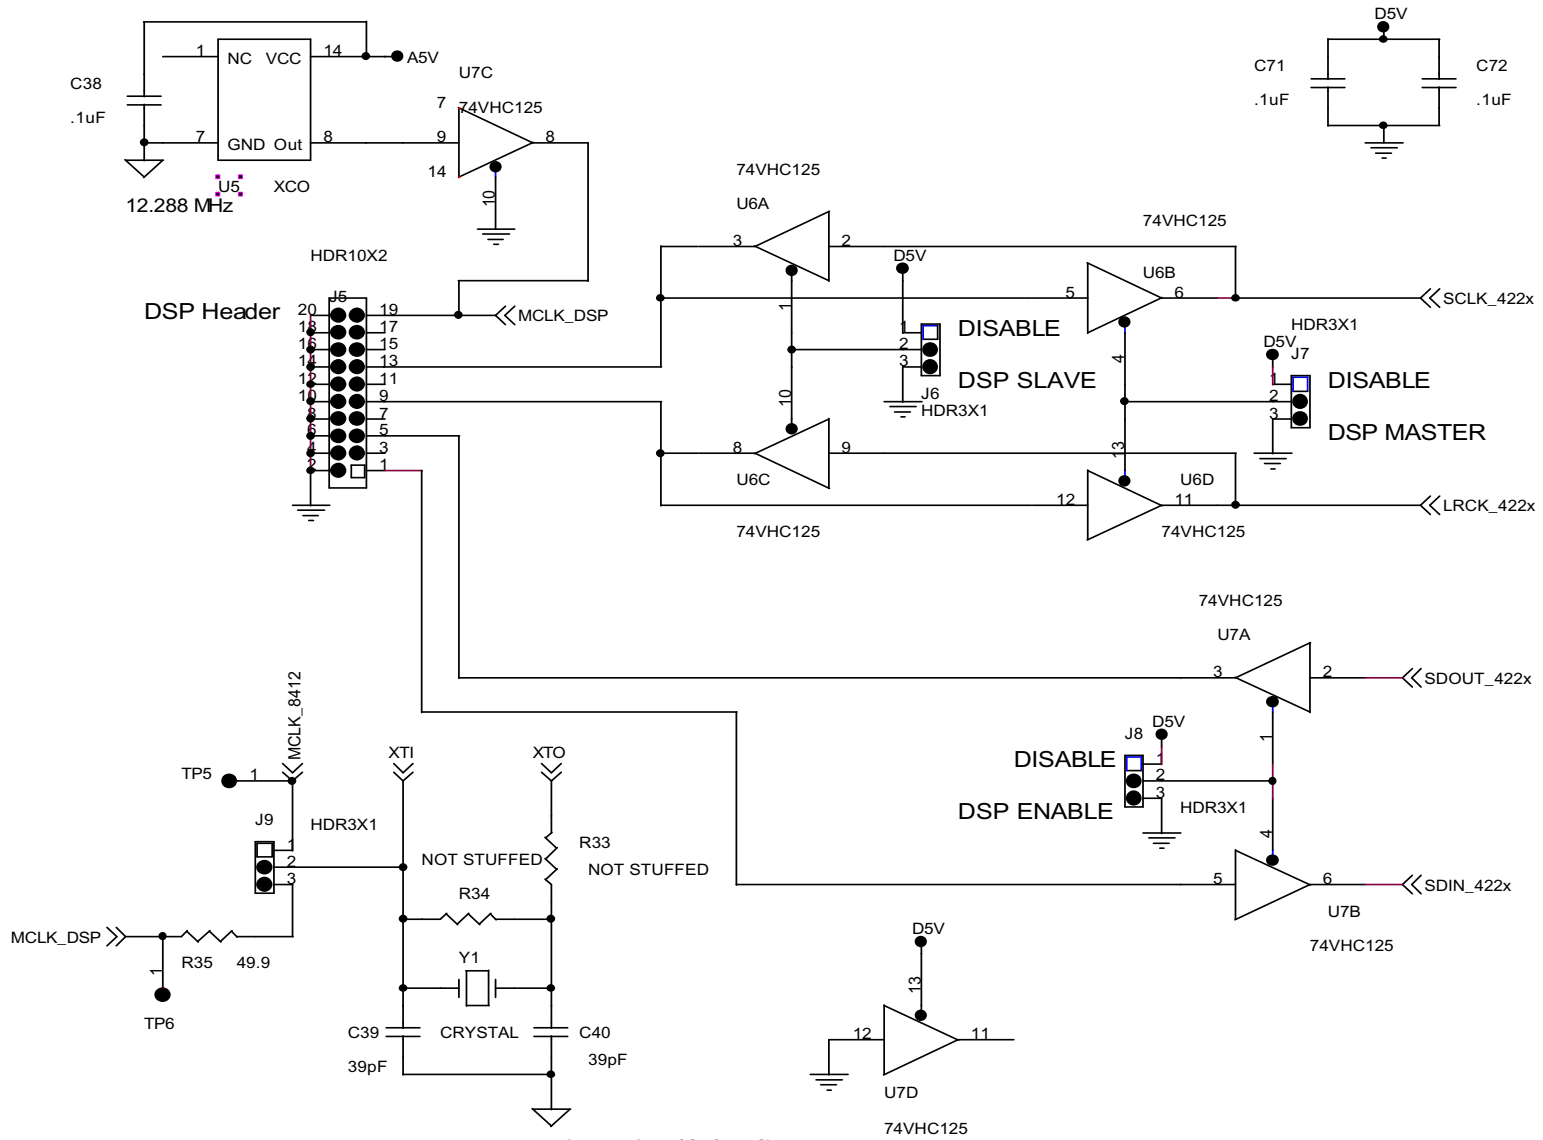 D5V
C71
.1uF
C72
.1uF
1
NC
VCC
14
A5V
U7C
C38
.1uF
7
74VHC125
7
GND
Out
8
9
8
14
10
U5
XCO
12.288 MHz
74VHC125
U6A
74VHC125
3
2
D5V
U6B
5
6
SCLK_422x
HDR10X2
J5
DSP Header
20
19
MCLK_DSP
18
17
16
15
14
13
12
11
10
9
8
7
6
5
4
3
2
1
1
1
DISABLE
2
3
DSP SLAVE
J6
HDR3X1
4
HDR3X1
D5V
J7
1
DISABLE
2
3
DSP MASTER
10
13
8
9
U6C
U6D
12
11
LRCK_422x
74VHC125
74VHC125
74VHC125
U7A
3
2
SDOUT_422x
MCLK_8412
XTI
XTO
TP5
1
J8
D5V
1
DISABLE
1
2
DSP ENABLE
3
HDR3X1
4
J9
HDR3X1
1
2
3
R33
NOT STUFFED
NOT STUFFED
R34
5
6
SDIN_422x
U7B
74VHC125
MCLK_DSP
R35
49.9
1
TP6
Y1
C39
CRYSTAL
C40
39pF
39pF
D5V
13
12
11
U7D
74VHC125